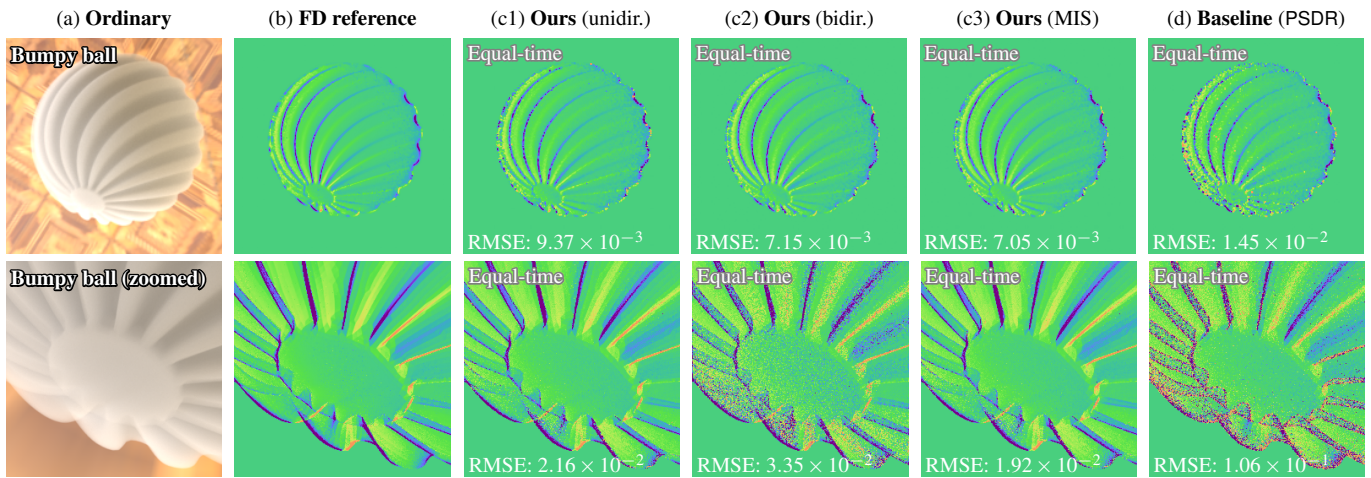 (a) Ordinary (b) FD reference (c1) Ours (unidir.) (c2) Ours (bidir.) (c3) Ours (MIS) (d) Baseline (PSDR)
Bumpy ball Equal-time Equal-time Equal-time Equal-time
RMSE: 9.37 × 10⁻³ RMSE: 7.15 × 10⁻³ RMSE: 7.05 × 10⁻³ RMSE: 1.45 × 10⁻²
Bumpy ball (zoomed) Equal-time Equal-time Equal-time Equal-time
RMSE: 2.16 × 10⁻² RMSE: 3.35 × 10⁻² RMSE: 1.92 × 10⁻² RMSE: 1.06 × 10⁻¹